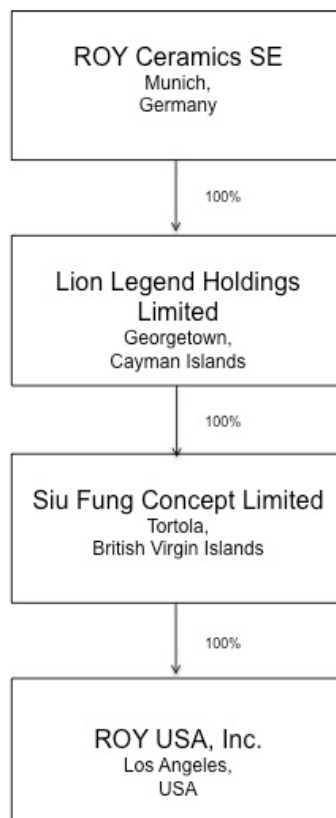 ROY Ceramics SE
Munich,
Germany
100%
Lion Legend Holdings
Limited
Georgetown,
Cayman Islands
100%
Siu Fung Concept Limited
Tortola,
British Virgin Islands
100%
ROY USA, Inc.
Los Angeles,
USA